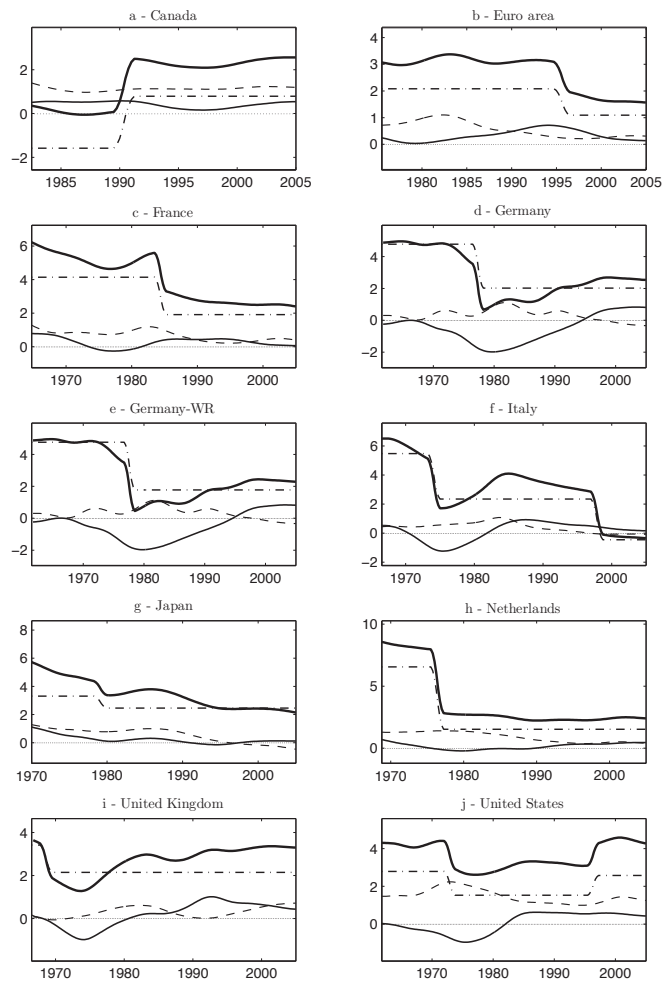 a - Canada
2
0
−2
1985 1990 1995 2000 2005
b - Euro area
4
3
2
1
0
1980 1985 1990 1995 2000 2005
c - France
6
4
2
0
1970 1980 1990 2000
d - Germany
4
2
0
−2
1970 1980 1990 2000
e - Germany-WR
4
2
0
−2
1970 1980 1990 2000
f - Italy
6
4
2
0
−2
1970 1980 1990 2000
g - Japan
8
6
4
2
0
1970 1980 1990 2000
h - Netherlands
10
5
0
1970 1980 1990 2000
i - United Kingdom
4
2
0
1970 1980 1990 2000
j - United States
4
2
0
1970 1980 1990 2000